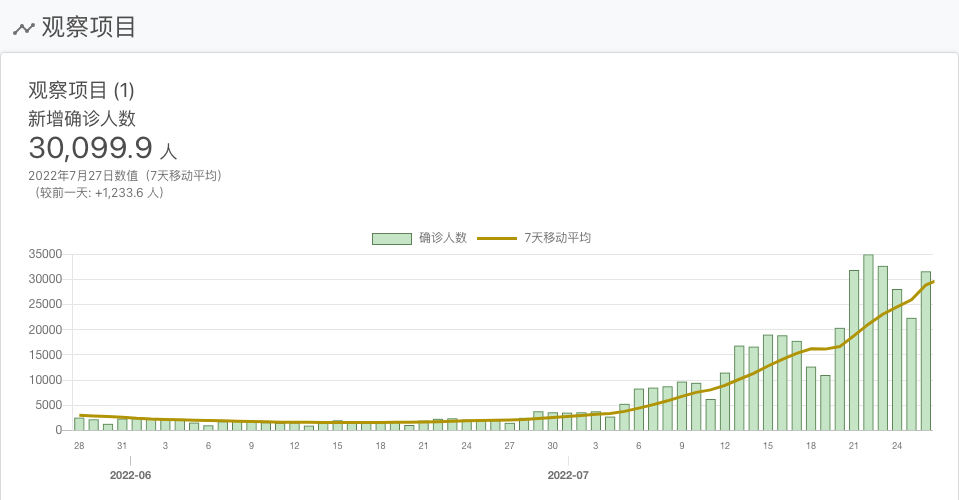 观察项目
观察项目 (1)
新增确诊人数
30,099.9 人
2022年7月27日数值（7天移动平均）
（较前一天: +1,233.6 人）
确诊人数 7天移动平均
35000
30000
25000
20000
15000
10000
5000
0
28 31 3 6 9 12 15 18 21 24 27 30 3 6 9 12 15 18 21 24
2022-06 2022-07